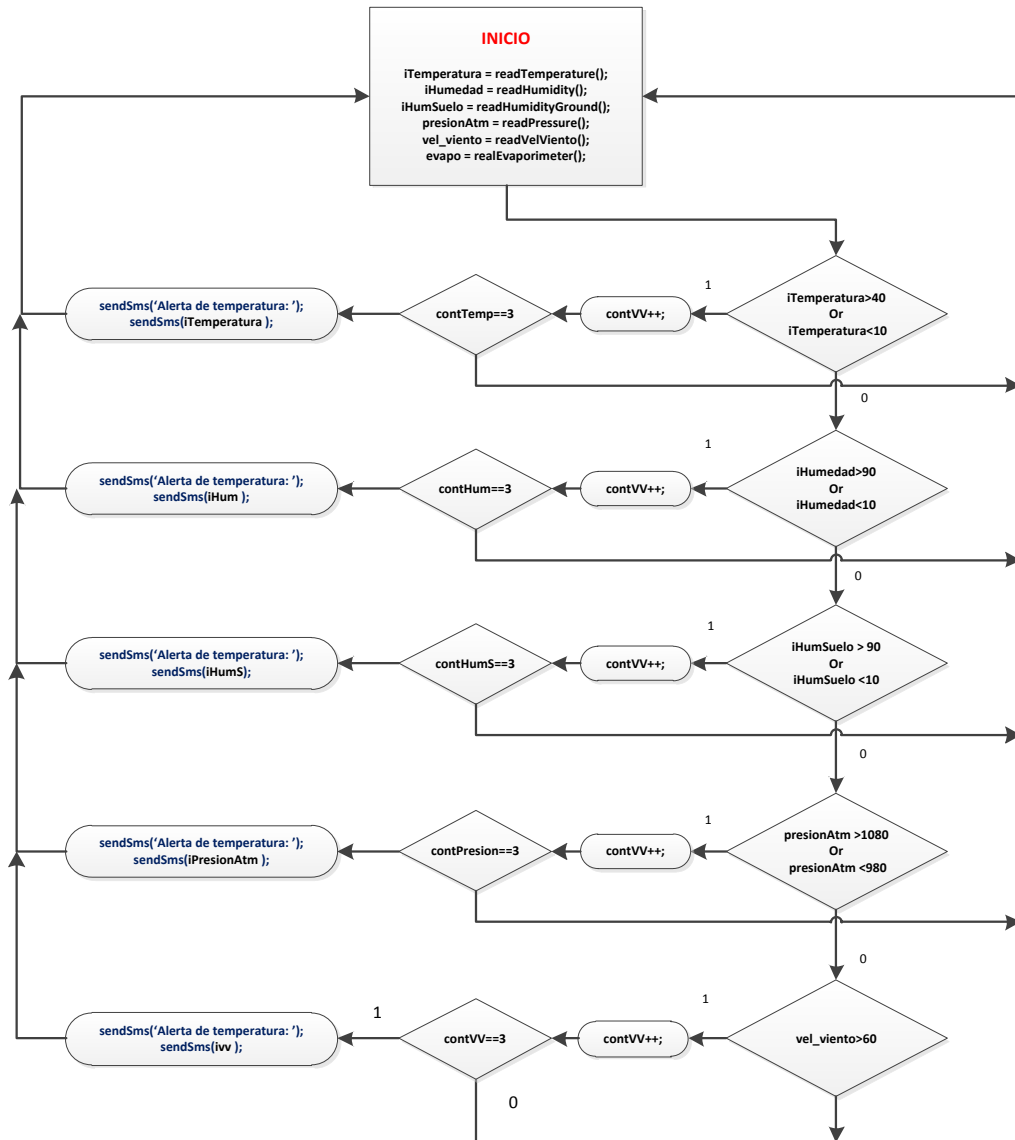 INICIO
iTemperatura = readTemperature();
iHumedad = readHumidity();
iHumSuelo = readHumidityGround();
presionAtm = readPressure();
vel_viento = readVelViento();
evapo = realEvaporimeter();
sendSms(‘Alerta de temperatura: ’);
sendSms(iTemperatura );
contTemp==3
contVV++;
1
iTemperatura>40
Or
iTemperatura<10
0
sendSms(‘Alerta de temperatura: ’);
sendSms(iHum );
contHum==3
contVV++;
1
iHumedad>90
Or
iHumedad<10
0
sendSms(‘Alerta de temperatura: ’);
sendSms(iHumS);
contHumS==3
contVV++;
1
iHumSuelo > 90
Or
iHumSuelo <10
0
sendSms(‘Alerta de temperatura: ’);
sendSms(iPresionAtm );
contPresion==3
contVV++;
1
presionAtm >1080
Or
presionAtm <980
0
sendSms(‘Alerta de temperatura: ’);
sendSms(ivv );
1
contVV==3
contVV++;
1
vel_viento>60
0